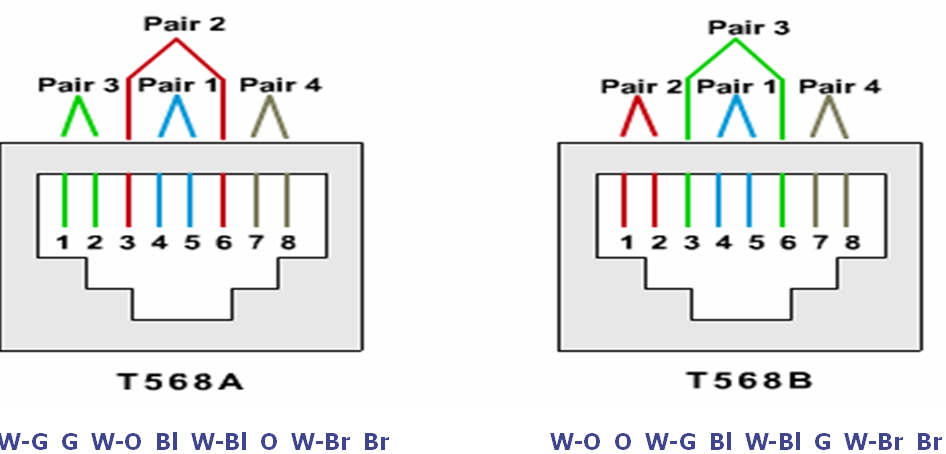 Pair 2
Pair 3 Pair 1 Pair 4
1 2 3 4 5 6 7 8
T568A
W-G G W-O Bl W-Bl O W-Br Br
Pair 3
Pair 2 Pair 1 Pair 4
1 2 3 4 5 6 7 8
T568B
W-O O W-G Bl W-Bl G W-Br Br